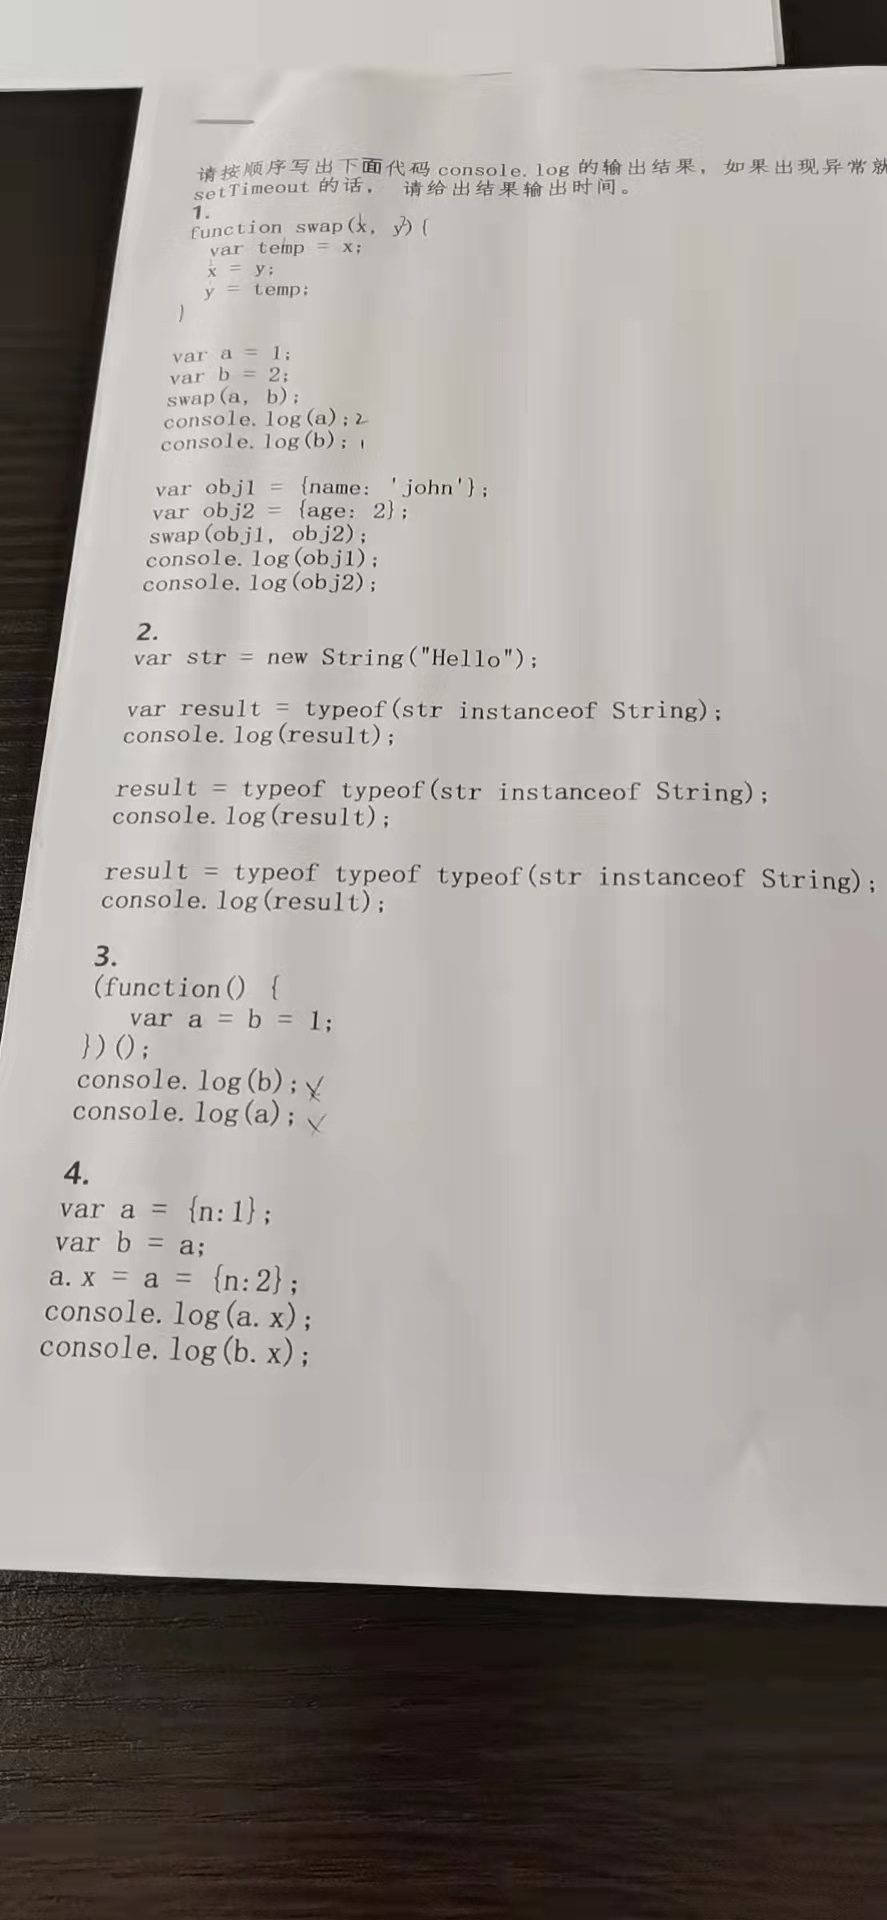 请按顺序写出下面代码 console.log 的输出结果，如果出现异常就
setTimeout 的话， 请给出结果输出时间。
1.
function swap(x, y) {
var temp = x;
x = y;
y = temp;
}
var a = 1;
var b = 2;
swap(a, b);
console.log(a); 2
console.log(b); 1
var obj1 = {name: 'john'};
var obj2 = {age: 2};
swap(obj1, obj2);
console.log(obj1);
console.log(obj2);
2.
var str = new String("Hello");
var result = typeof(str instanceof String);
console.log(result);
result = typeof typeof(str instanceof String);
console.log(result);
result = typeof typeof typeof(str instanceof String);
console.log(result);
3.
(function() {
var a = b = 1;
})();
console.log(b);
console.log(a);
4.
var a = {n:1};
var b = a;
a.x = a = {n:2};
console.log(a.x);
console.log(b.x);